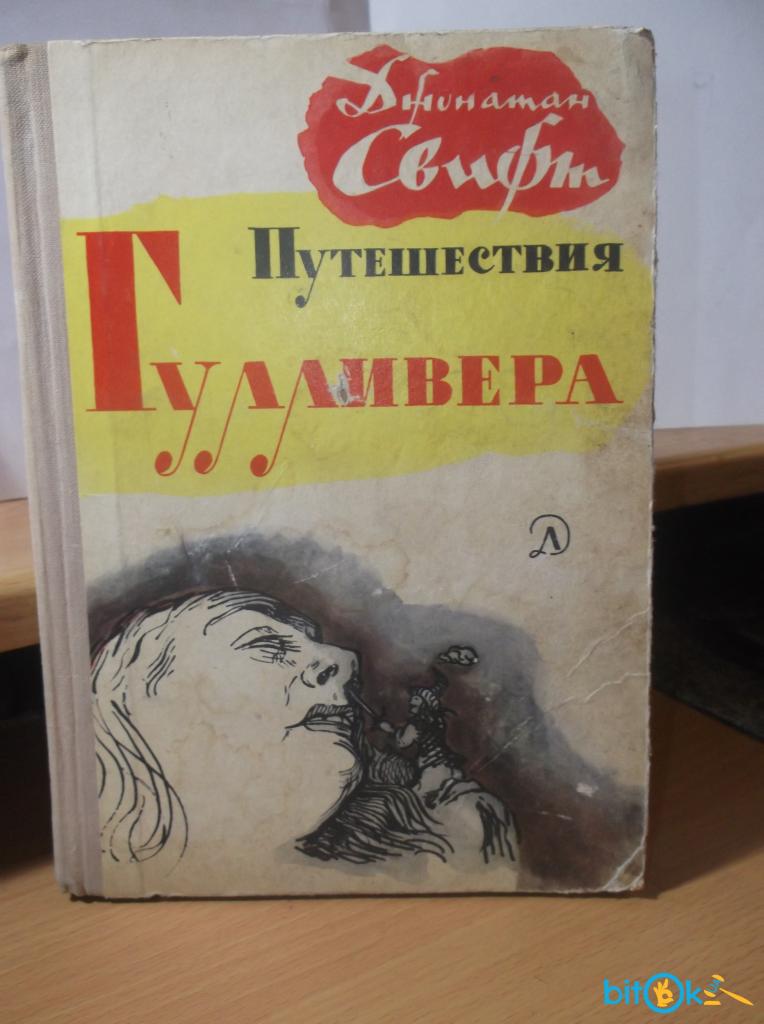 Джонатан
Свифт
Путешествия
Гулливера
Д
bitok